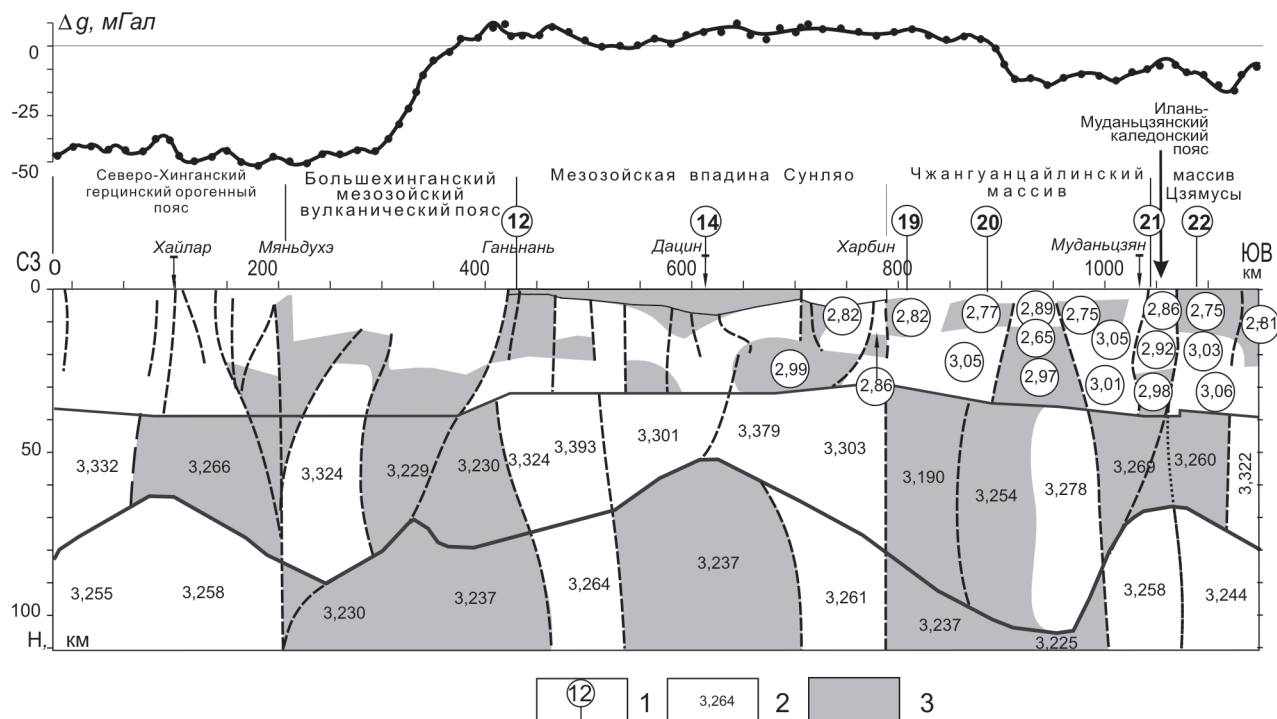 Δ g, мГал
0
-25
-50
Илань-
Муданьцзянский
каледонский
пояс
Северо-Хинганский
герцинский орогенный
пояс
Большехинганский
мезозойский
вулканический пояс
Мезозойская впадина Сунляо
Чжангуанцайлинский
массив
массив
Цзямусы
12
14
19
20
21
22
Хайлар
Мяньдухэ
Ганьнань
Дацин
Харбин
Муданьцзян
СЗ
ЮВ
0
200
400
600
800
1000
км
0
50
100
Н, км
2,82
2,82
2,77
2,89
2,75
2,86
2,75
2,81
2,65
3,05
2,92
3,03
2,99
3,05
2,86
2,97
3,01
2,98
3,06
3,332
3,266
3,324
3,229
3,230
3,324
3,393
3,301
3,379
3,303
3,190
3,254
3,278
3,269
3,260
3,322
3,255
3,258
3,230
3,237
3,264
3,237
3,261
3,237
3,225
3,258
3,244
12 1
3,264 2
3